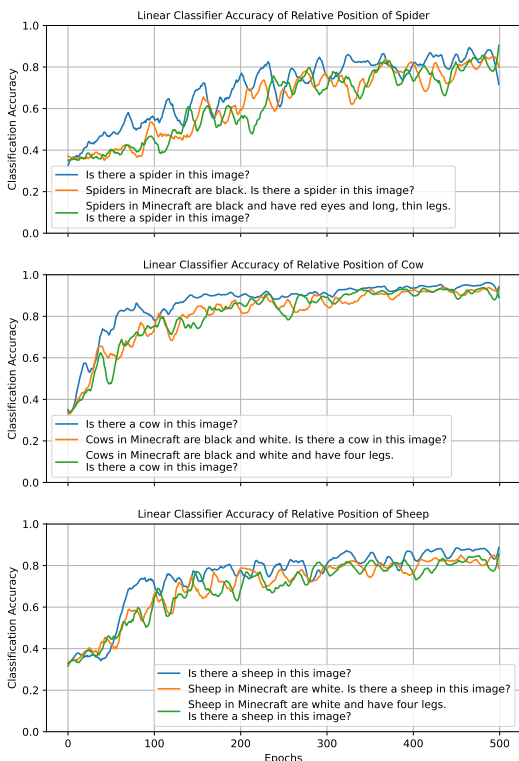 Linear Classifier Accuracy of Relative Position of Spider
1.0
0.8
0.6
0.4
0.2
0.0
Classification Accuracy
Is there a spider in this image?
Spiders in Minecraft are black. Is there a spider in this image?
Spiders in Minecraft are black and have red eyes and long, thin legs.
Is there a spider in this image?
Linear Classifier Accuracy of Relative Position of Cow
1.0
0.8
0.6
0.4
0.2
0.0
Classification Accuracy
Is there a cow in this image?
Cows in Minecraft are black and white. Is there a cow in this image?
Cows in Minecraft are black and white and have four legs.
Is there a cow in this image?
Linear Classifier Accuracy of Relative Position of Sheep
1.0
0.8
0.6
0.4
0.2
0.0
Classification Accuracy
Is there a sheep in this image?
Sheep in Minecraft are white. Is there a sheep in this image?
Sheep in Minecraft are white and have four legs.
Is there a sheep in this image?
0 100 200 300 400 500
Epochs